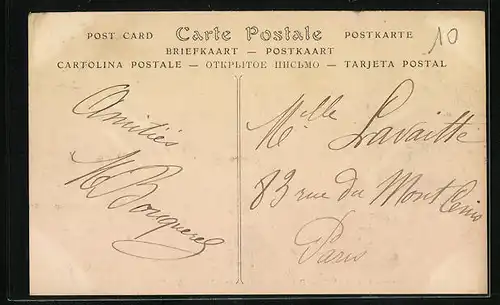 POST CARD Carte Postale POSTKARTE
BRIEFKAART — POSTKAART
CARTOLINA POSTALE — ОТКРЫТОЕ ПИСЬМО — TARJETA POSTAL
10
Amitiés
Mlle Lavaitte
83 rue du Mont Cenis
Paris